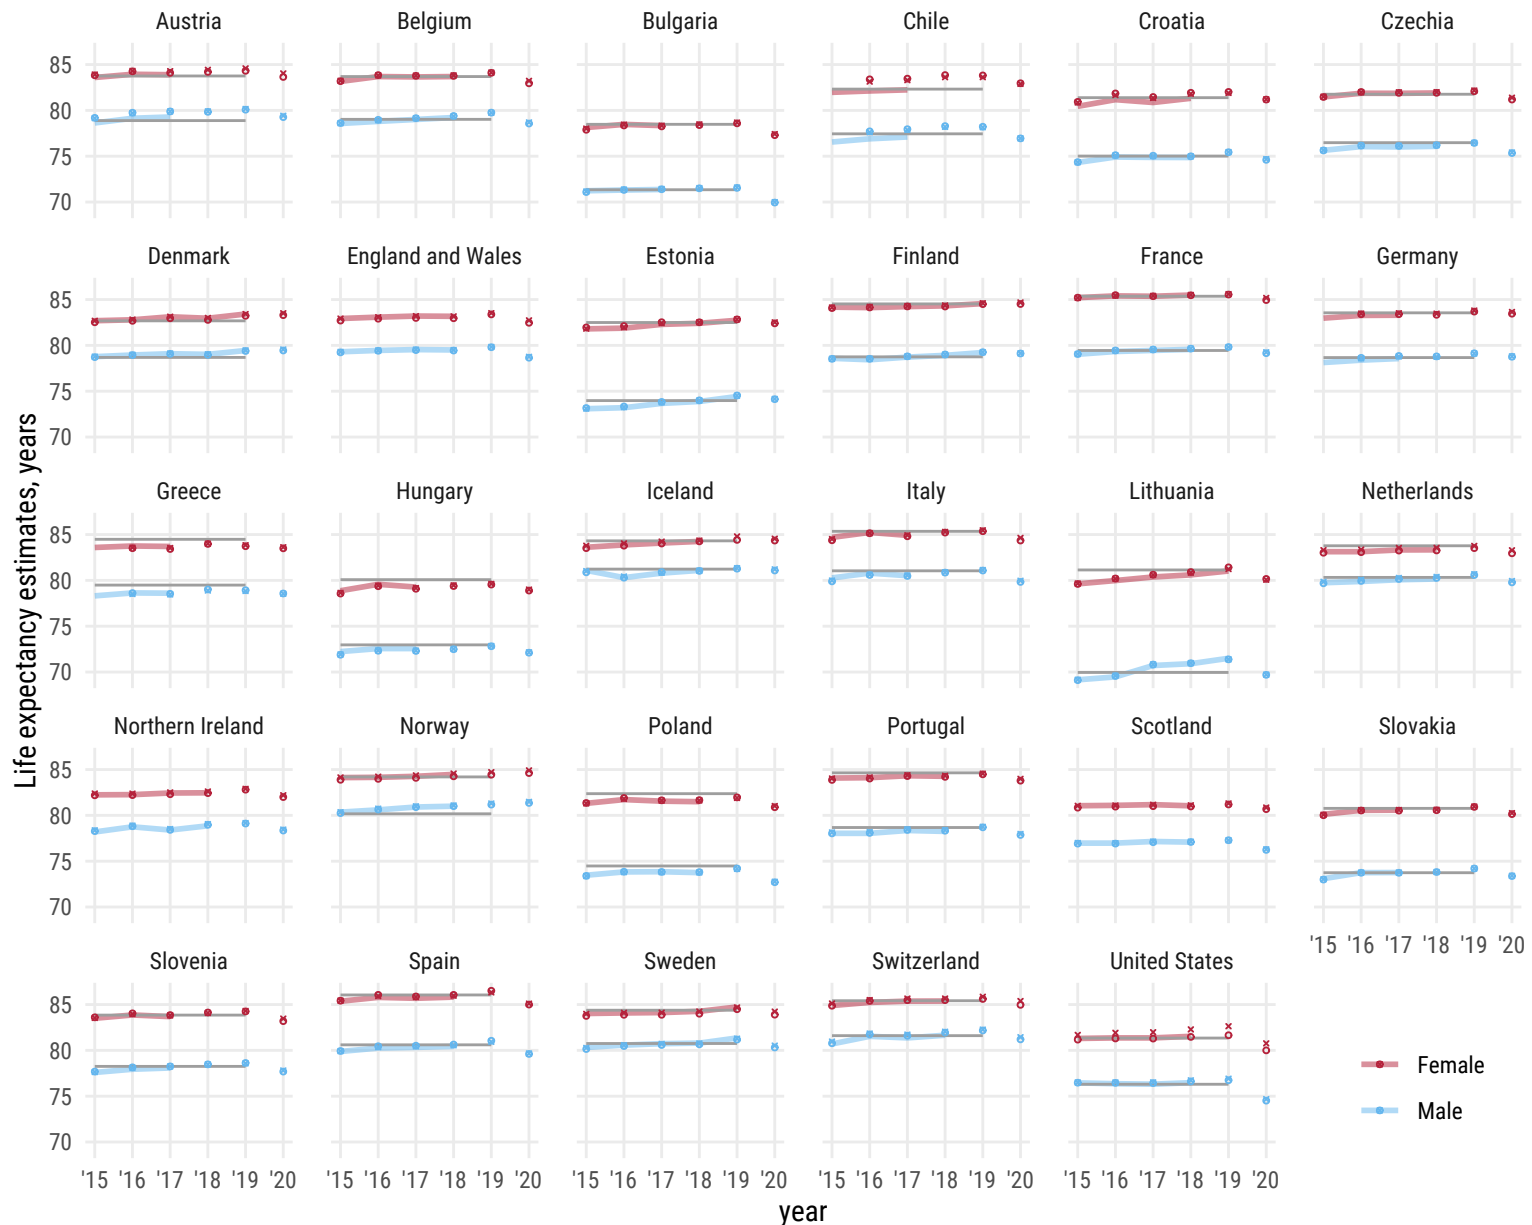 Austria Belgium Bulgaria Chile Croatia Czechia
85
80
75
70
Denmark England and Wales Estonia Finland France Germany
85
80
75
70
Greece Hungary Iceland Italy Lithuania Netherlands
85
80
75
70
Northern Ireland Norway Poland Portugal Scotland Slovakia
85
80
75
70
'15 '16 '17 '18 '19 '20
Slovenia Spain Sweden Switzerland United States
85
80
75
70
'15 '16 '17 '18 '19 '20 '15 '16 '17 '18 '19 '20 '15 '16 '17 '18 '19 '20 '15 '16 '17 '18 '19 '20 '15 '16 '17 '18 '19 '20
year
Life expectancy estimates, years
Female
Male